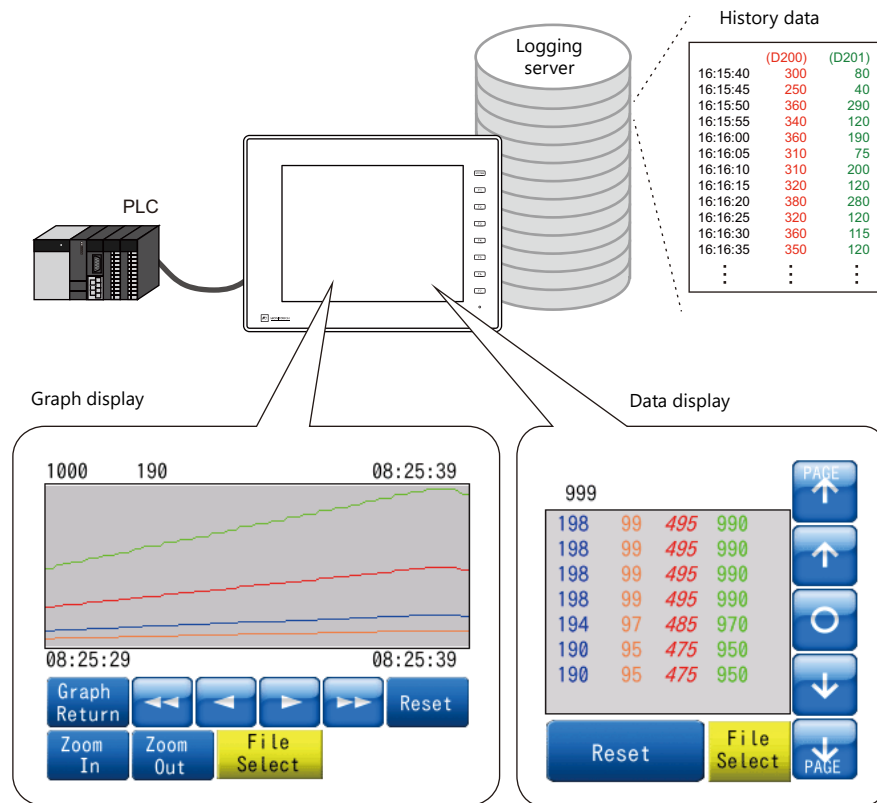 History data
Logging
server
(D200) (D201)
16:15:40 300 80
16:15:45 250 40
16:15:50 360 290
16:15:55 340 120
16:16:00 360 190
16:16:05 310 75
16:16:10 310 200
16:16:15 320 120
16:16:20 380 280
16:16:25 320 120
16:16:30 360 115
16:16:35 350 120
PLC
Graph display
1000 190 08:25:39
08:25:29 08:25:39
Graph
Return
Reset
Zoom
In
Zoom
Out
File
Select
Data display
999
198 99 495 990
198 99 495 990
198 99 495 990
198 99 495 990
194 97 485 970
190 95 475 950
190 95 475 950
PAGE
Reset
File
Select
PAGE